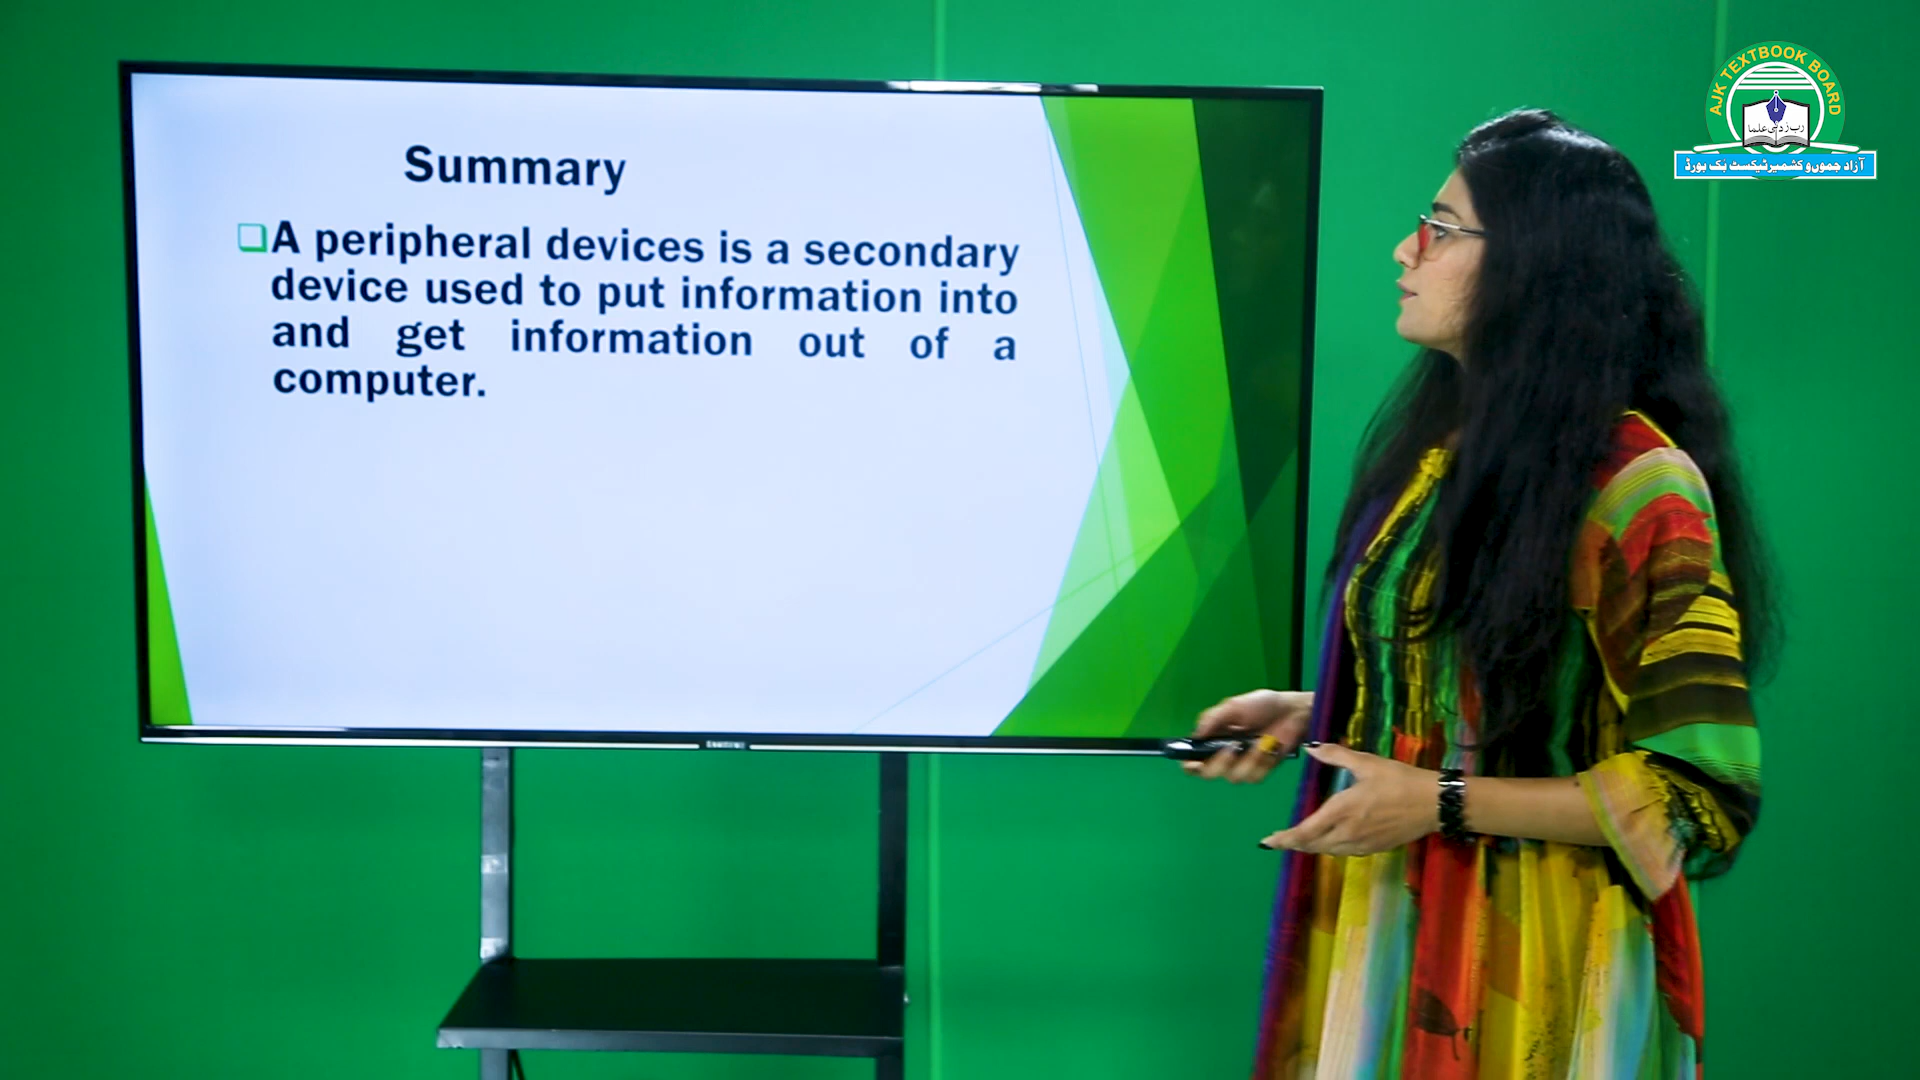 Summary
A peripheral devices is a secondary
device used to put information into
and get information out of a
computer.
AJK TEXTBOOK BOARD
آزاد جموں و کشمیر ٹیکسٹ بک بورڈ